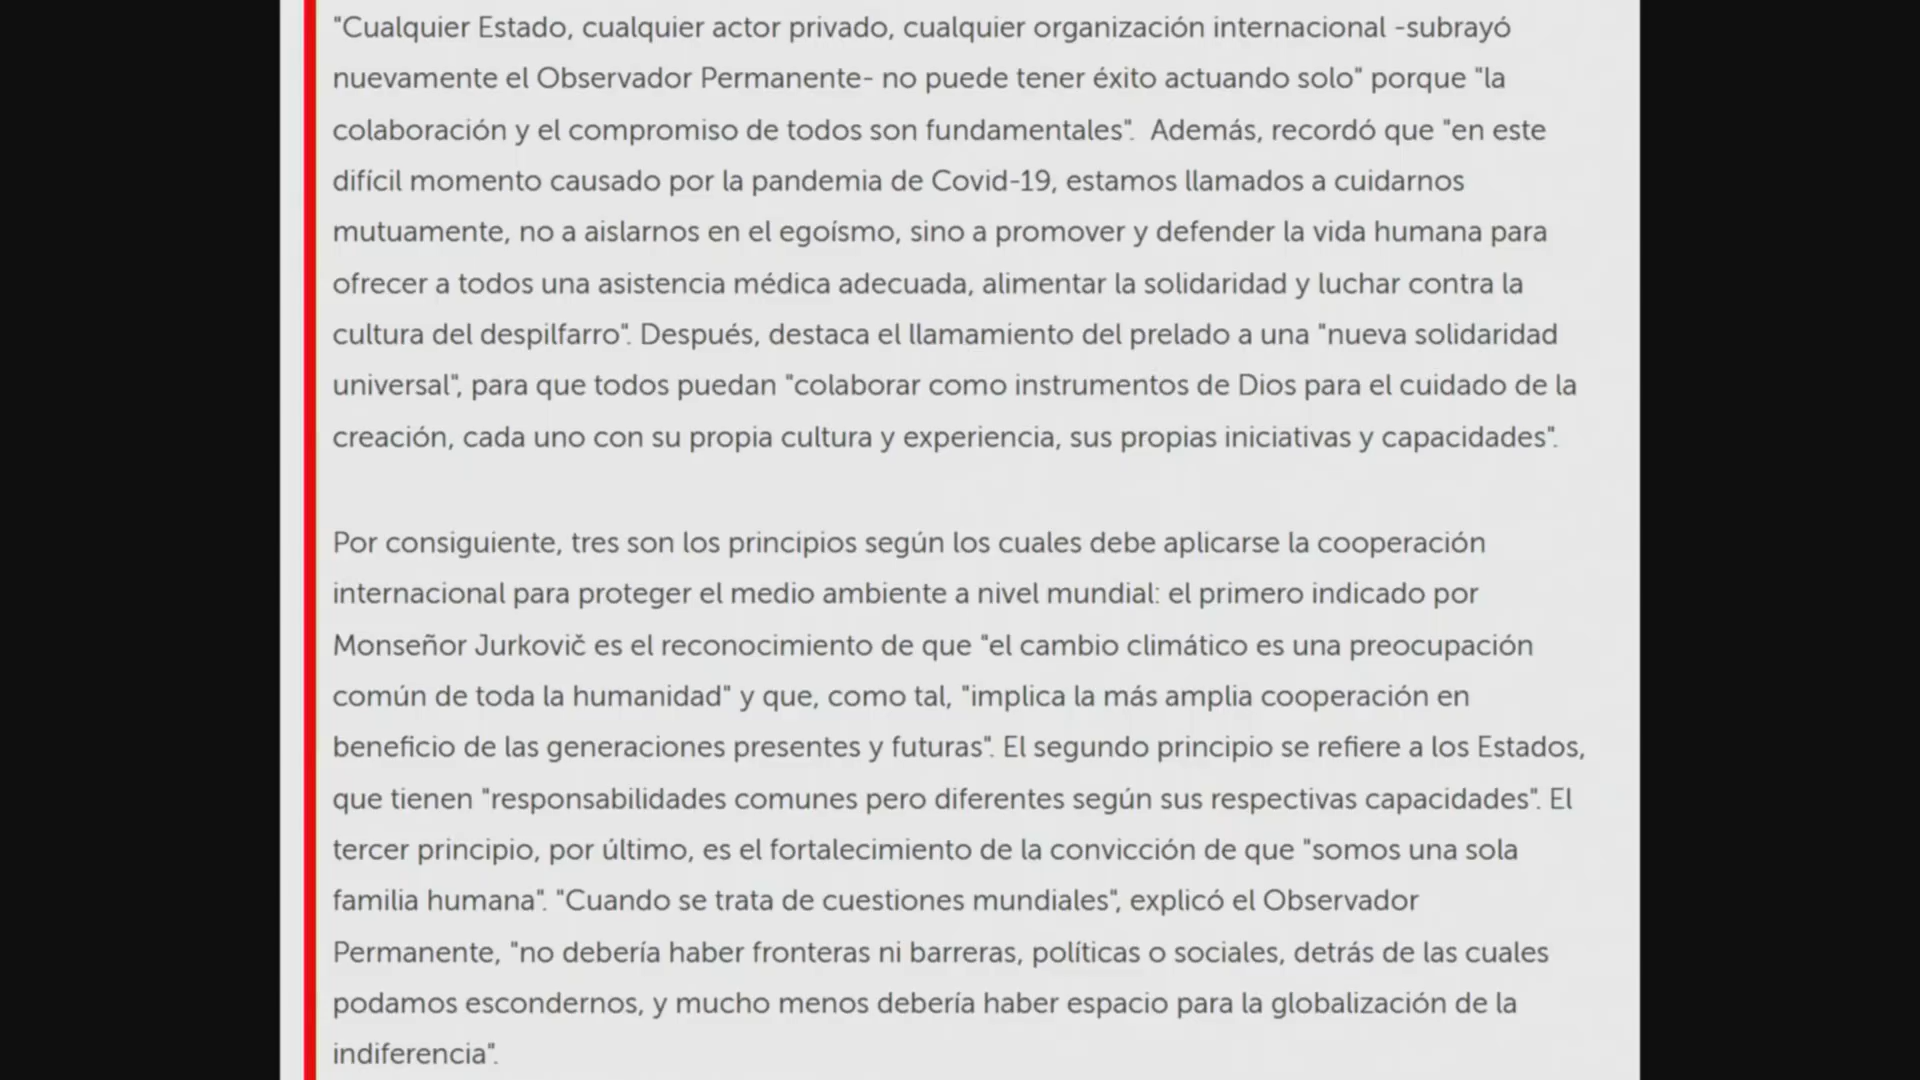 "Cualquier Estado, cualquier actor privado, cualquier organización internacional -subrayó
nuevamente el Observador Permanente- no puede tener éxito actuando solo" porque "la
colaboración y el compromiso de todos son fundamentales".  Además, recordó que "en este
difícil momento causado por la pandemia de Covid-19, estamos llamados a cuidarnos
mutuamente, no a aislarnos en el egoísmo, sino a promover y defender la vida humana para
ofrecer a todos una asistencia médica adecuada, alimentar la solidaridad y luchar contra la
cultura del despilfarro". Después, destaca el llamamiento del prelado a una "nueva solidaridad
universal", para que todos puedan "colaborar como instrumentos de Dios para el cuidado de la
creación, cada uno con su propia cultura y experiencia, sus propias iniciativas y capacidades".
Por consiguiente, tres son los principios según los cuales debe aplicarse la cooperación
internacional para proteger el medio ambiente a nivel mundial: el primero indicado por
Monseñor Jurkovič es el reconocimiento de que "el cambio climático es una preocupación
común de toda la humanidad" y que, como tal, "implica la más amplia cooperación en
beneficio de las generaciones presentes y futuras". El segundo principio se refiere a los Estados,
que tienen "responsabilidades comunes pero diferentes según sus respectivas capacidades". El
tercer principio, por último, es el fortalecimiento de la convicción de que "somos una sola
familia humana". "Cuando se trata de cuestiones mundiales", explicó el Observador
Permanente, "no debería haber fronteras ni barreras, políticas o sociales, detrás de las cuales
podamos escondernos, y mucho menos debería haber espacio para la globalización de la
indiferencia".